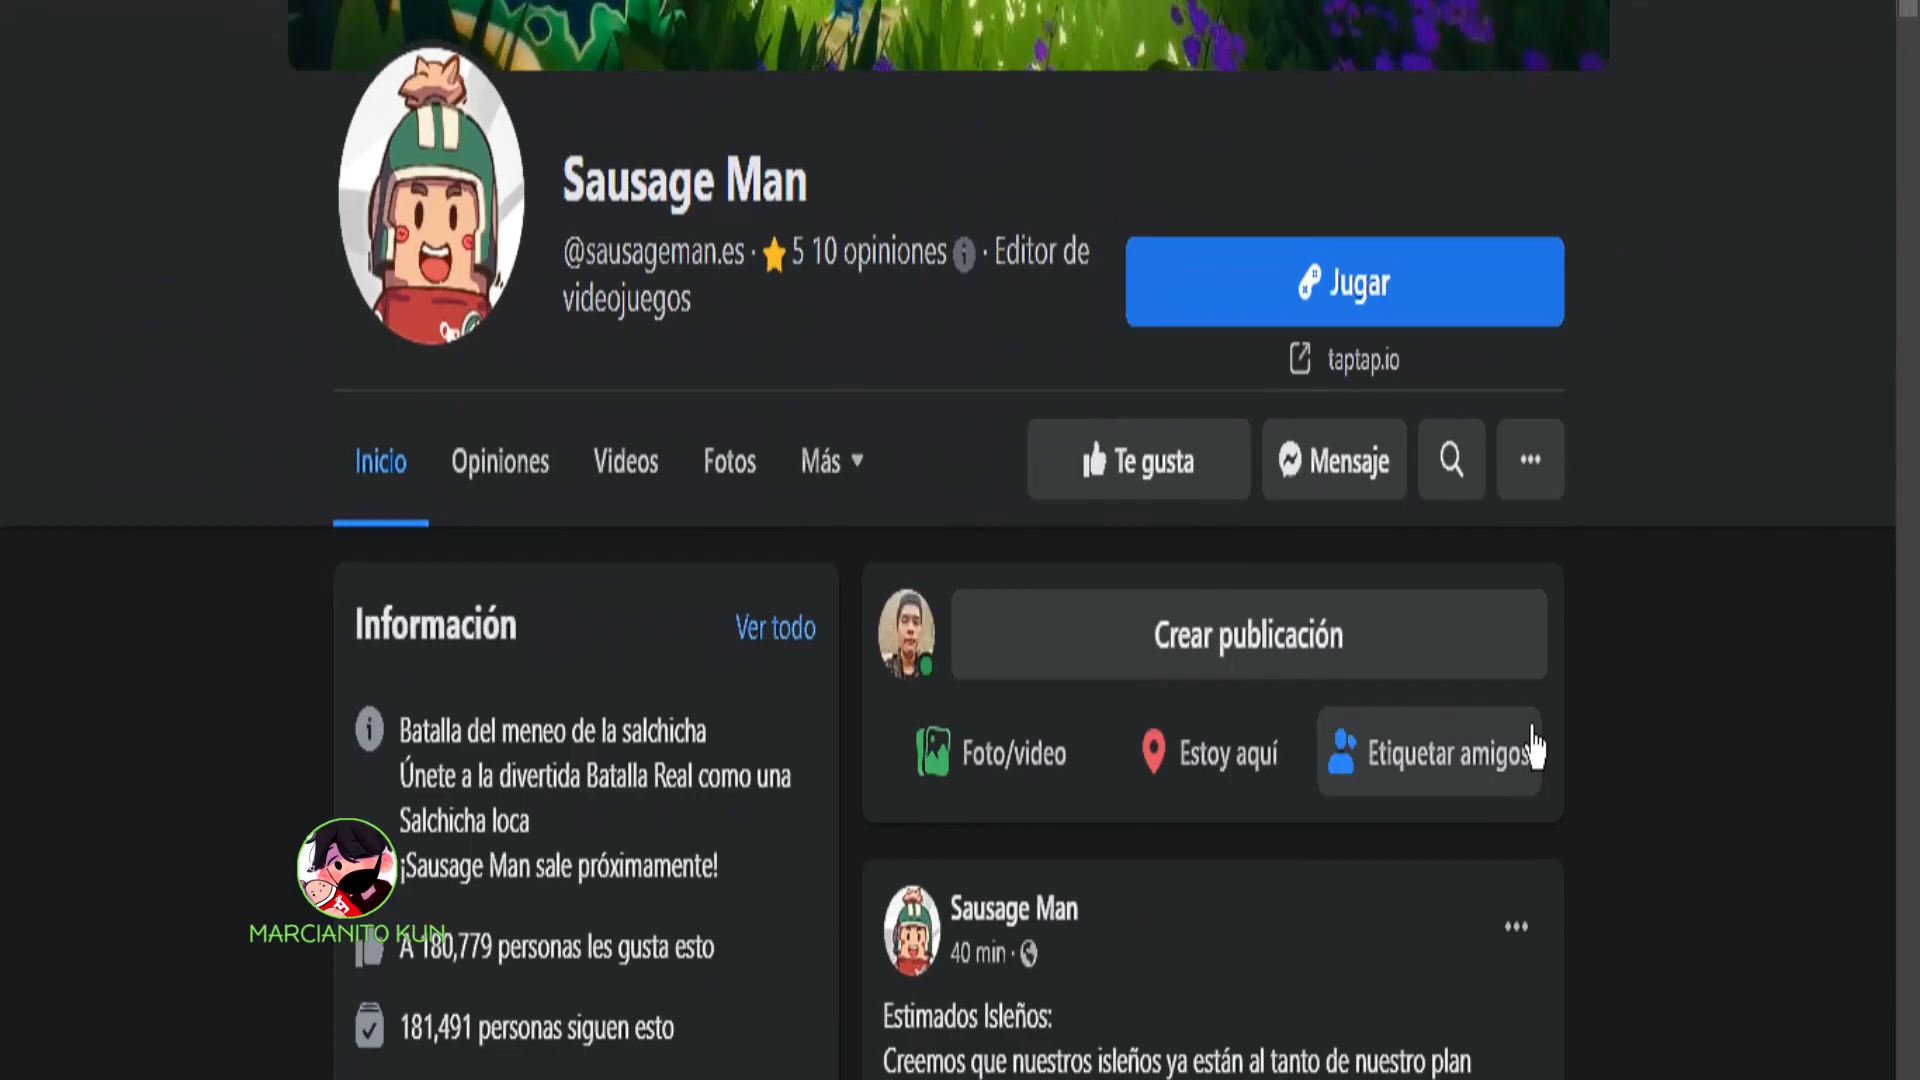 Sausage Man
@sausageman.es · 5 10 opiniones · Editor de
videojuegos
Jugar
taptap.io
Inicio
Opiniones
Videos
Fotos
Más
Te gusta
Mensaje
Información
Ver todo
Batalla del meneo de la salchicha
Únete a la divertida Batalla Real como una
Salchicha loca
¡Sausage Man sale próximamente!
MARCIANITO KUN
A 180,779 personas les gusta esto
181,491 personas siguen esto
Crear publicación
Foto/video
Estoy aquí
Etiquetar amigos
Sausage Man
40 min ·
Estimados Isleños:
Creemos que nuestros isleños ya están al tanto de nuestro plan